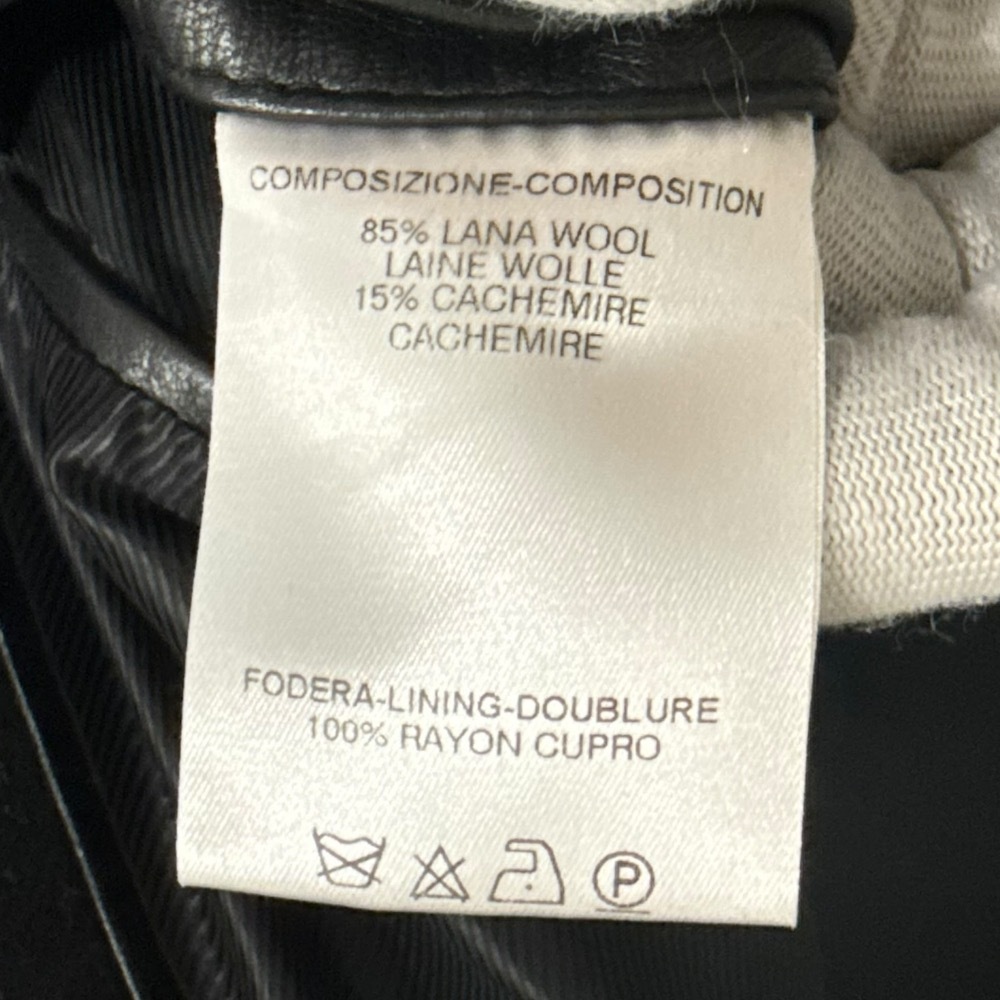 COMPOSIZIONE-COMPOSITION
85% LANA WOOL
LAINE WOLLE
15% CACHEMIRE
CACHEMIRE
FODERA-LINING-DOUBLURE
100% RAYON CUPRO
P